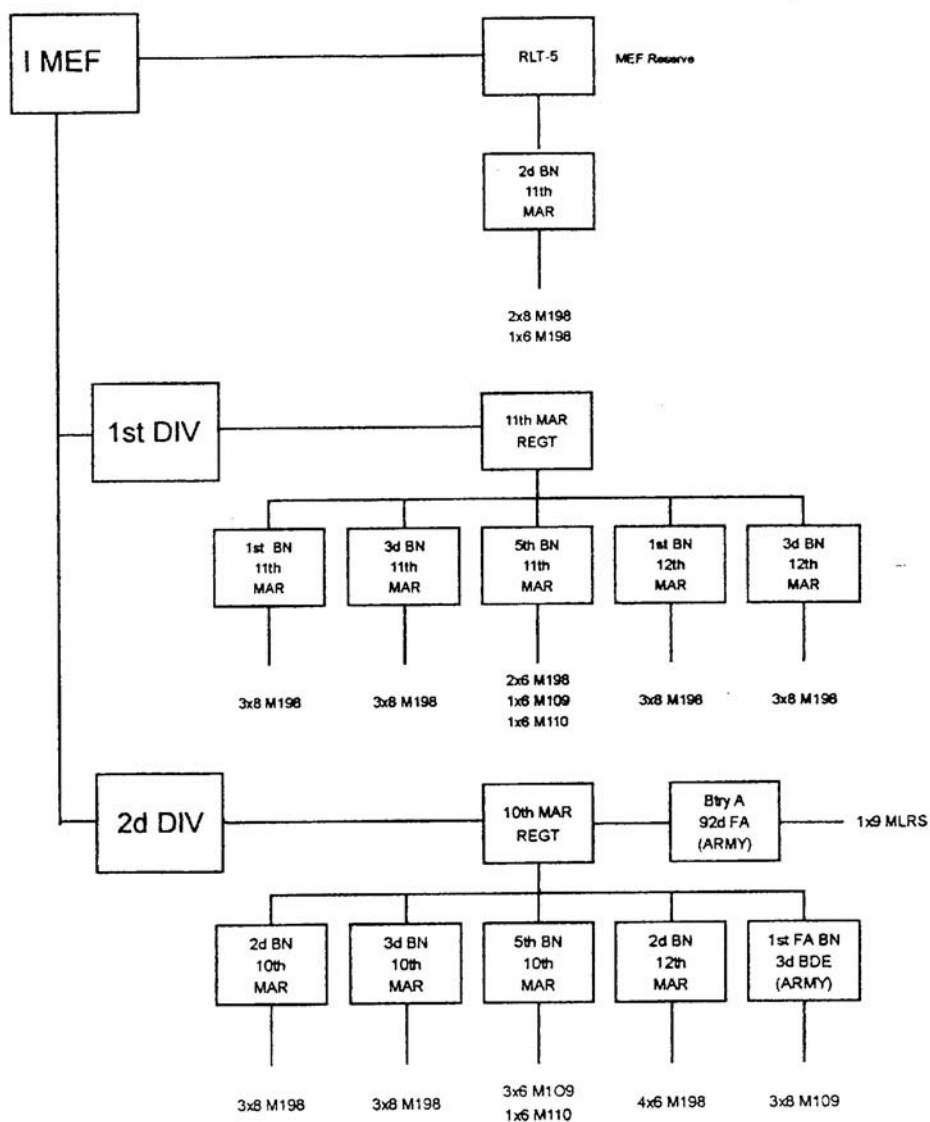 I MEF
RLT-5
MEF Reserve
2d BN
11th
MAR
2x8 M198
1x6 M198
1st DIV
11th MAR
REGT
1st BN
11th
MAR
3d BN
11th
MAR
5th BN
11th
MAR
1st BN
12th
MAR
3d BN
12th
MAR
3x8 M198
3x8 M198
2x6 M198
1x6 M109
1x6 M110
3x8 M198
3x8 M198
2d DIV
10th MAR
REGT
Btry A
92d FA
(ARMY)
1x9 MLRS
2d BN
10th
MAR
3d BN
10th
MAR
5th BN
10th
MAR
2d BN
12th
MAR
1st FA BN
3d BDE
(ARMY)
3x8 M198
3x8 M198
3x6 M109
1x6 M110
4x6 M198
3x8 M109